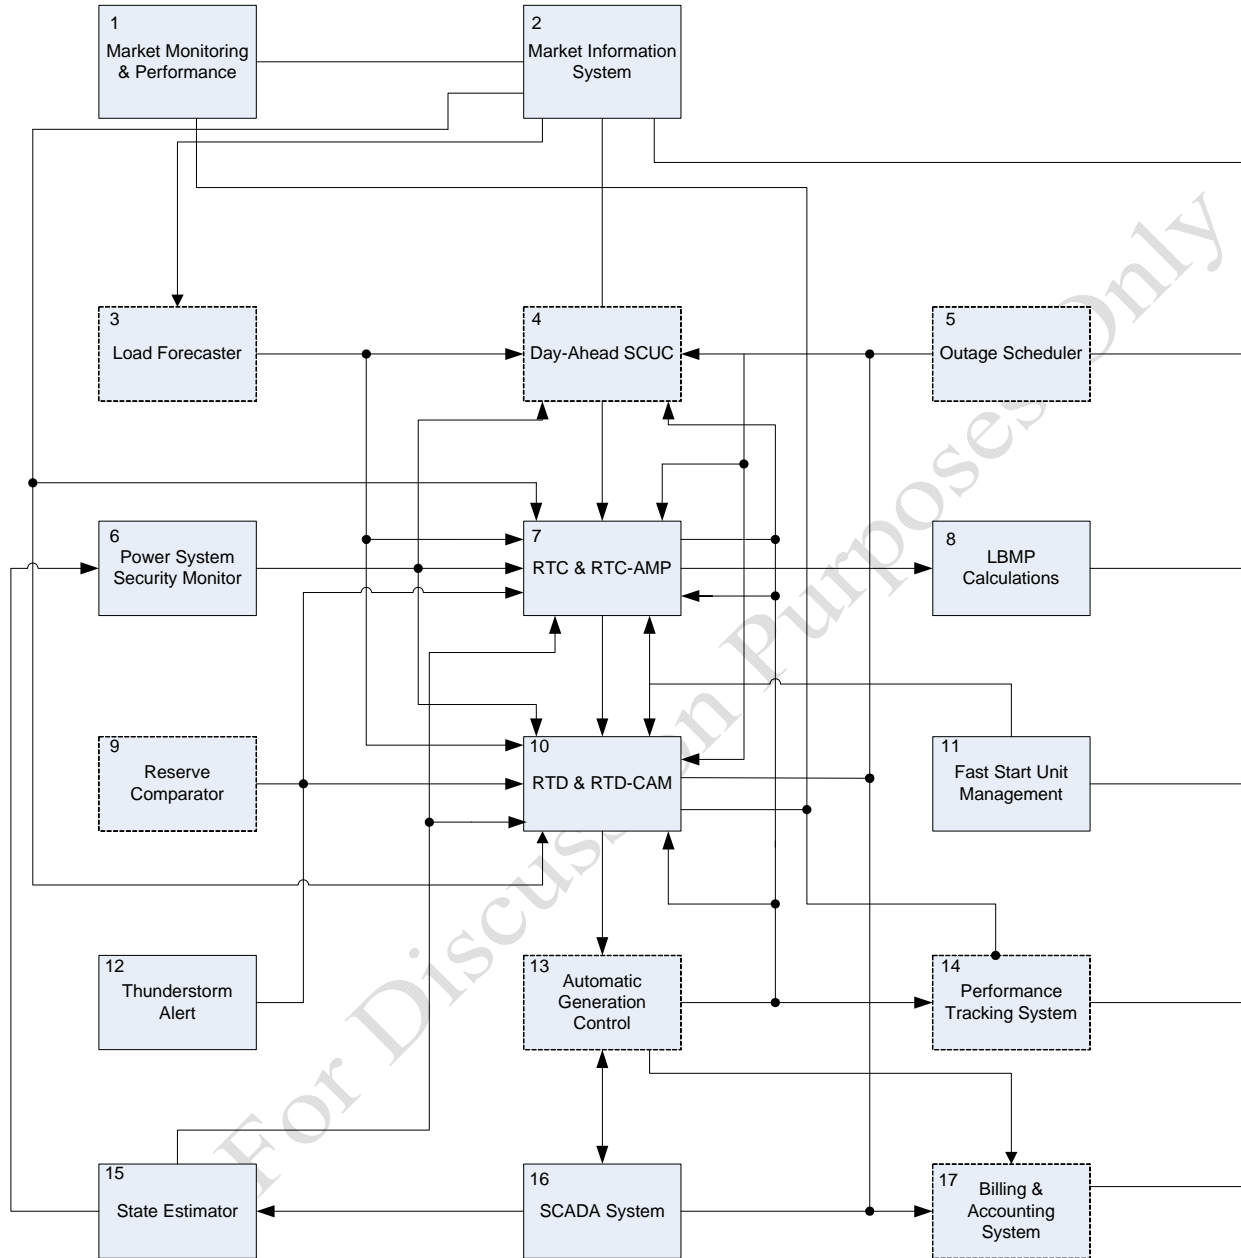 1
Market Monitoring
& Performance
2
Market Information
System
3
Load Forecaster
4
Day-Ahead SCUC
5
Outage Scheduler
6
Power System
Security Monitor
7
RTC & RTC-AMP
8
LBMP
Calculations
9
Reserve
Comparator
10
RTD & RTD-CAM
11
Fast Start Unit
Management
12
Thunderstorm
Alert
13
Automatic
Generation
Control
14
Performance
Tracking System
15
State Estimator
16
SCADA System
17
Billing &
Accounting
System
For Discussion Purposes Only